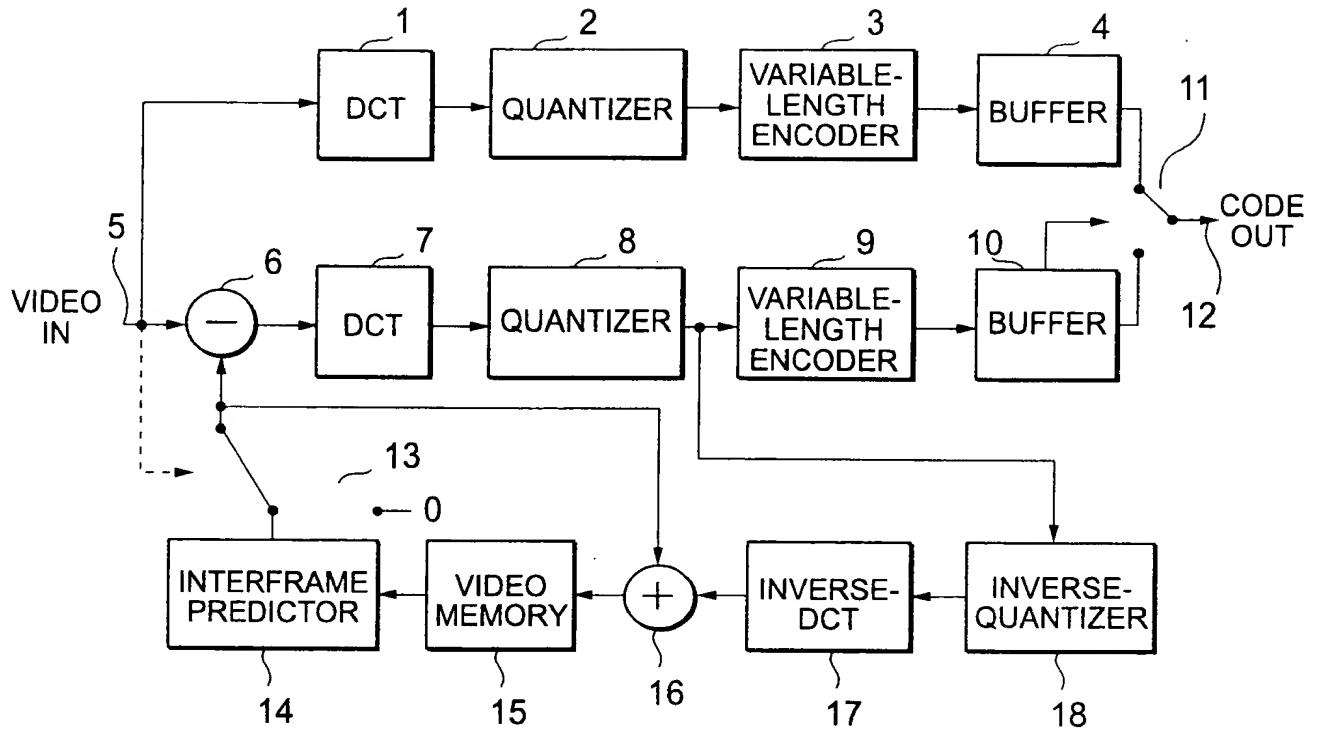 1
2
3
4
DCT
QUANTIZER
VARIABLE-
LENGTH
ENCODER
BUFFER
11
CODE
OUT
12
5
VIDEO
IN
6
—
7
8
9
10
DCT
QUANTIZER
VARIABLE-
LENGTH
ENCODER
BUFFER
13
0
INTERFRAME
PREDICTOR
VIDEO
MEMORY
+
INVERSE-
DCT
INVERSE-
QUANTIZER
14
15
16
17
18